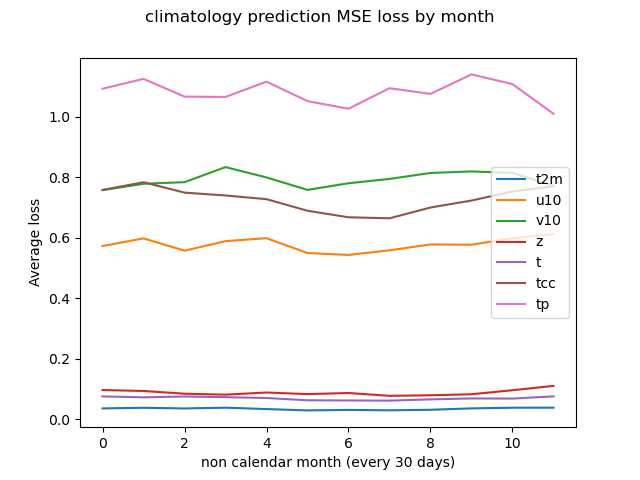 climatology prediction MSE loss by month
Average loss
1.0
0.8
0.6
0.4
0.2
0.0
t2m
u10
v10
z
t
tcc
tp
0 2 4 6 8 10
non calendar month (every 30 days)